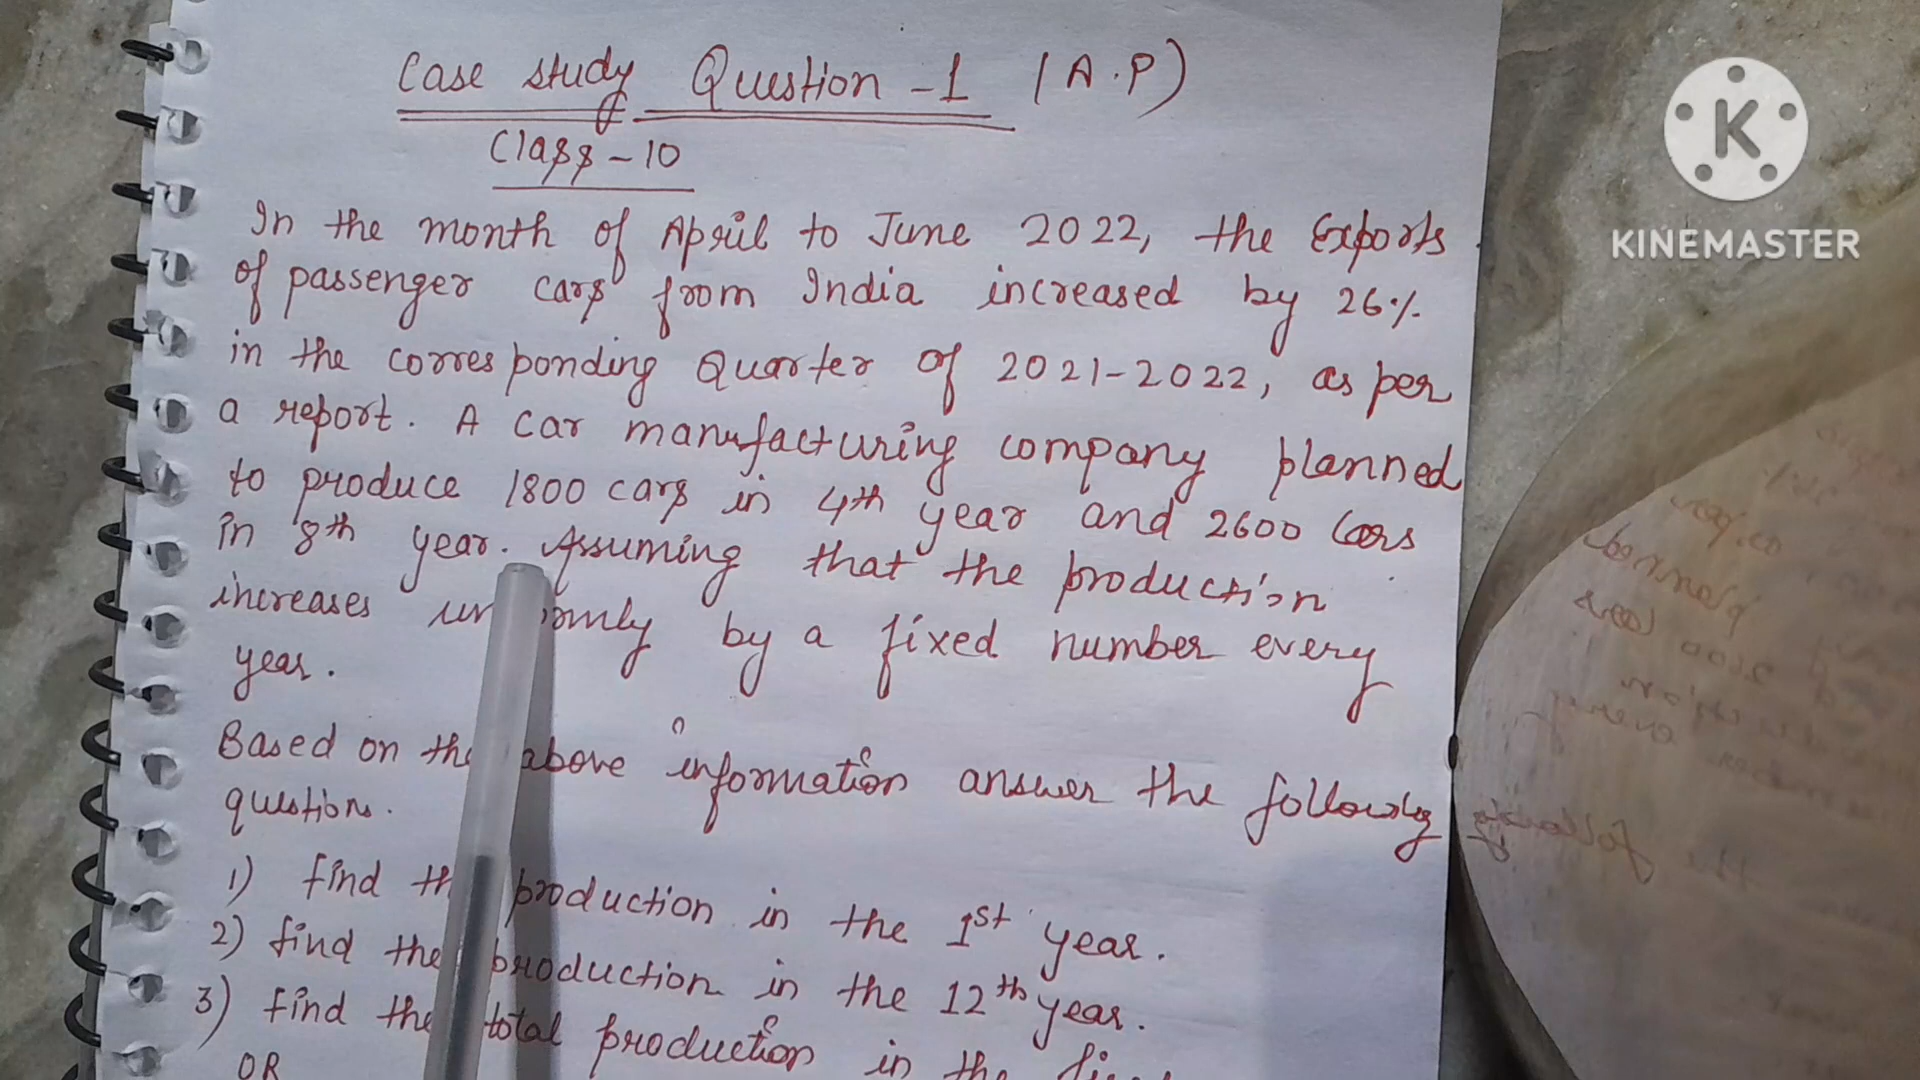 Case study Question-1 (A.P)
Class-10
In the month of April to June 2022, the Exports
of passenger cars from India increased by 26%
in the corresponding Quarter of 2021-2022, as per
a report. A car manufacturing company planned
to produce 1800 cars in 4th year and 2600 Cars
in 8th year. Assuming that the production
increases by a fixed number every
year.
Based on the above information answer the following
questions.
1) find production in the 1st year.
2) find the production in the 12th year.
3) find the total production in the
OR
K
KINEMASTER